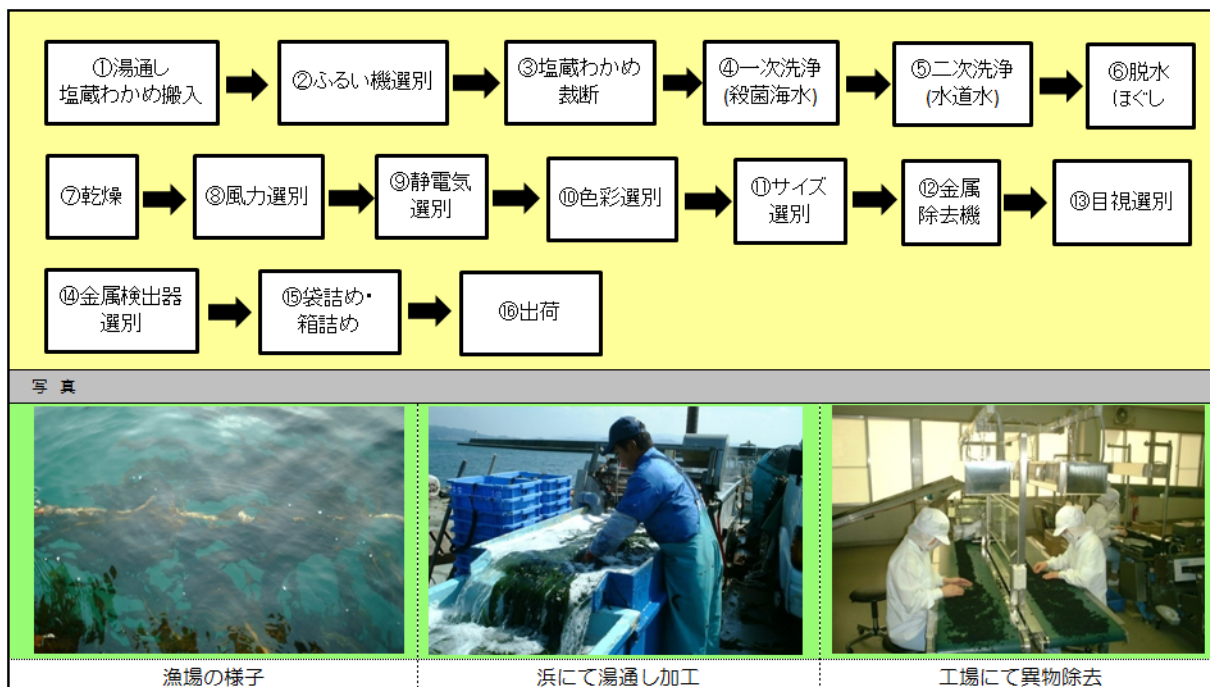 ①湯通し
塩蔵わかめ搬入
②ふるい機選別
③塩蔵わかめ
裁断
④一次洗浄
(殺菌海水)
⑤二次洗浄
(水道水)
⑥脱水
ほぐし
⑦乾燥
⑧風力選別
⑨静電気
選別
⑩色彩選別
⑪サイズ
選別
⑫金属
除去機
⑬目視選別
⑭金属検出器
選別
⑮袋詰め・
箱詰め
⑯出荷
写 真
漁場の様子
浜にて湯通し加工
工場にて異物除去